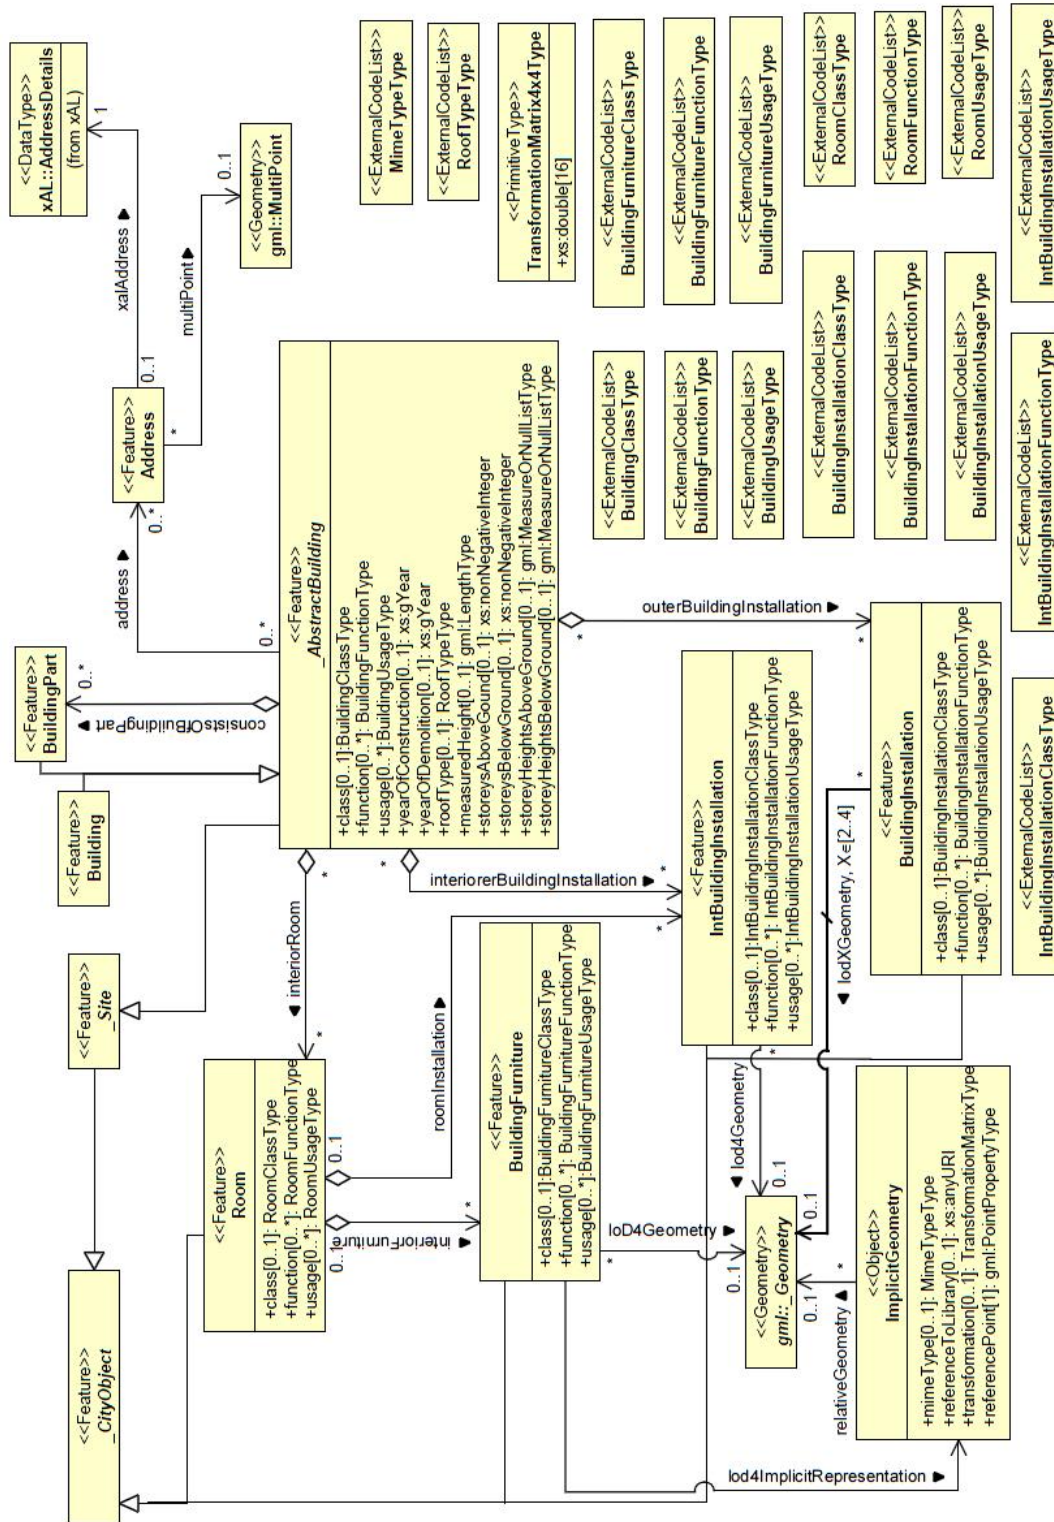 <<Feature>>
_CityObject
<<Feature>>
_Site
<<Feature>>
Building
<<Feature>>
BuildingPart
0..*
consistsOfBuildingPart
<<DataType>>
xAL::AddressDetails
(from xAL)
1
xalAddress
0..1
<<Feature>>
Address
0..*
address
0..*
*
multiPoint
0..1
<<Geometry>>
gml::MultiPoint
<<Feature>>
_AbstractBuilding
+class[0..1]:BuildingClassType
+function[0..*]: BuildingFunctionType
+usage[0..*]:BuildingUsageType
+yearOfConstruction[0..1]: xs:gYear
+yearOfDemolition[0..1]: xs:gYear
+roofType[0..1]: RoofTypeType
+measuredHeight[0..1]: gml:LengthType
+storeysAboveGound[0..1]: xs:nonNegativeInteger
+storeysBelowGround[0..1]: xs:nonNegativeInteger
+storeyHeightsAboveGround[0..1]: gml:MeasureOrNullListType
+storeyHeightsBelowGround[0..1]: gml:MeasureOrNullListType
*
interiorRoom
*
<<Feature>>
Room
+class[0..1]: RoomClassType
+function[0..*]: RoomFunctionType
+usage[0..*]: RoomUsageType
0..1
0..1
interiorFurniture
*
roomInstallation
*
*
interiorerBuildingInstallation
*
*
outerBuildingInstallation
*
<<Feature>>
BuildingFurniture
+class[0..1]:BuildingFurnitureClassType
+function[0..*]: BuildingFurnitureFunctionType
+usage[0..*]:BuildingFurnitureUsageType
*
loD4Geometry
0..1
<<Feature>>
IntBuildingInstallation
+class[0..1]:IntBuildingInstallationClassType
+function[0..*]: IntBuildingInstallationFunctionType
+usage[0..*]:IntBuildingInstallationUsageType
*
lod4Geometry
0..1
<<Geometry>>
gml::_Geometry
0..1
0..1
relativeGeometry
*
lodXGeometry, X∈[2..4]
*
<<Feature>>
BuildingInstallation
+class[0..1]:BuildingInstallationClassType
+function[0..*]: BuildingInstallationFunctionType
+usage[0..*]:BuildingInstallationUsageType
lod4ImplicitRepresentation
<<Object>>
ImplicitGeometry
+mimeType[0..1]: MimeTypeType
+referenceToLibrary[0..1]: xs:anyURI
+transformation[0..1]: TransformationMatrixType
+referencePoint[1]: gml:PointPropertyType
<<ExternalCodeList>>
MimeTypeType
<<ExternalCodeList>>
RoofTypeType
<<PrimitiveType>>
TransformationMatrix4x4Type
+xs:double[16]
<<ExternalCodeList>>
BuildingClassType
<<ExternalCodeList>>
BuildingFurnitureClassType
<<ExternalCodeList>>
BuildingFunctionType
<<ExternalCodeList>>
BuildingFurnitureFunctionType
<<ExternalCodeList>>
BuildingUsageType
<<ExternalCodeList>>
BuildingFurnitureUsageType
<<ExternalCodeList>>
BuildingInstallationClassType
<<ExternalCodeList>>
RoomClassType
<<ExternalCodeList>>
BuildingInstallationFunctionType
<<ExternalCodeList>>
RoomFunctionType
<<ExternalCodeList>>
BuildingInstallationUsageType
<<ExternalCodeList>>
RoomUsageType
<<ExternalCodeList>>
IntBuildingInstallationClassType
<<ExternalCodeList>>
IntBuildingInstallationFunctionType
<<ExternalCodeList>>
IntBuildingInstallationUsageType